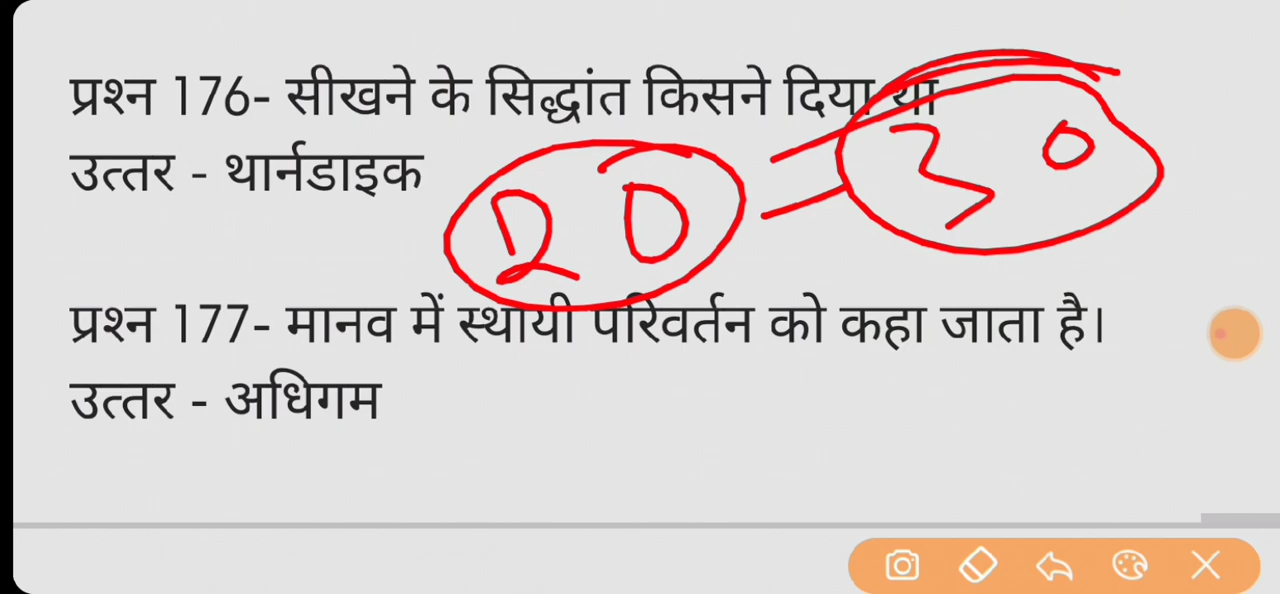 प्रश्न 176- सीखने के सिद्धांत किसने दिया था
उत्तर - थार्नडाइक
20 = 30
प्रश्न 177- मानव में स्थायी परिवर्तन को कहा जाता है।
उत्तर - अधिगम